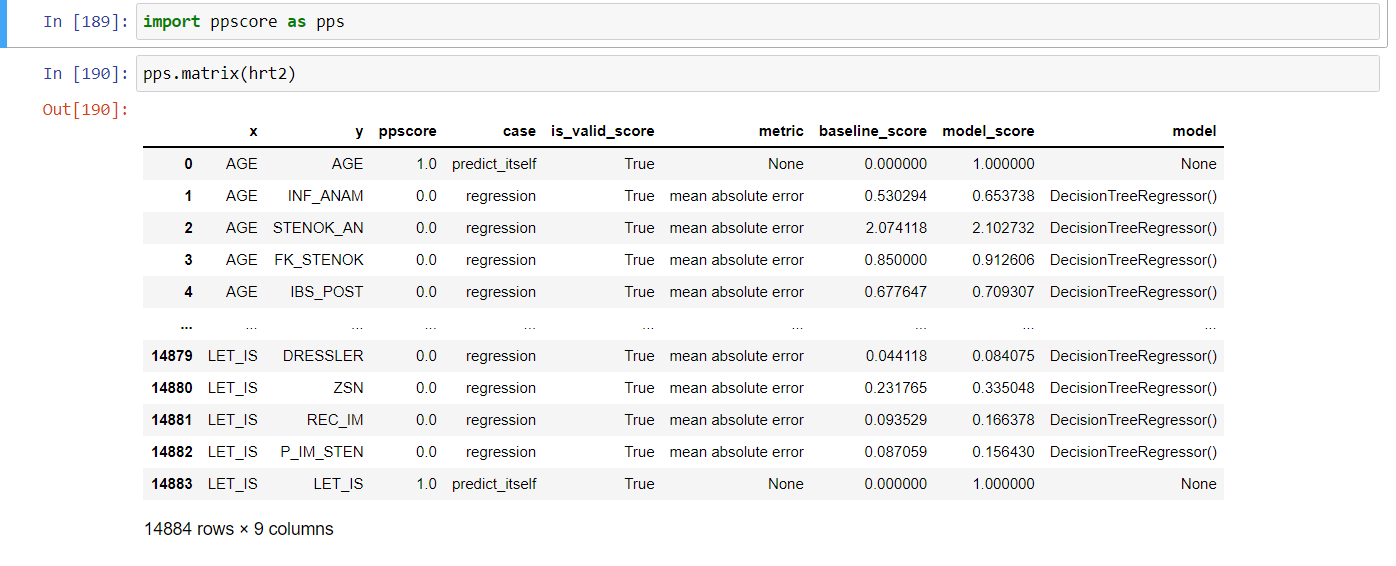 In [189]: import ppscore as pps
In [190]: pps.matrix(hrt2)
Out[190]:
x y ppscore case is_valid_score metric baseline_score model_score model
0 AGE AGE 1.0 predict_itself True None 0.000000 1.000000 None
1 AGE INF_ANAM 0.0 regression True mean absolute error 0.530294 0.653738 DecisionTreeRegressor()
2 AGE STENOK_AN 0.0 regression True mean absolute error 2.074118 2.102732 DecisionTreeRegressor()
3 AGE FK_STENOK 0.0 regression True mean absolute error 0.850000 0.912606 DecisionTreeRegressor()
4 AGE IBS_POST 0.0 regression True mean absolute error 0.677647 0.709307 DecisionTreeRegressor()
... ... ... ... ... ... ... ... ... ...
14879 LET_IS DRESSLER 0.0 regression True mean absolute error 0.044118 0.084075 DecisionTreeRegressor()
14880 LET_IS ZSN 0.0 regression True mean absolute error 0.231765 0.335048 DecisionTreeRegressor()
14881 LET_IS REC_IM 0.0 regression True mean absolute error 0.093529 0.166378 DecisionTreeRegressor()
14882 LET_IS P_IM_STEN 0.0 regression True mean absolute error 0.087059 0.156430 DecisionTreeRegressor()
14883 LET_IS LET_IS 1.0 predict_itself True None 0.000000 1.000000 None
14884 rows × 9 columns